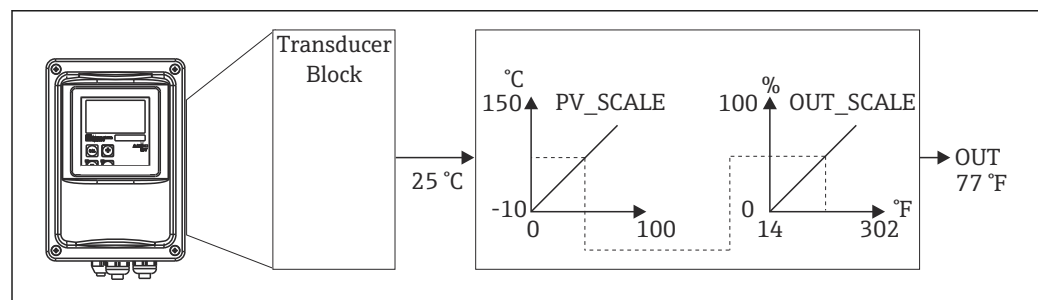 Transducer
Block
25 °C
°C
150
PV_SCALE
-10
0
100
%
100
OUT_SCALE
0
14
302
°F
OUT
77 °F